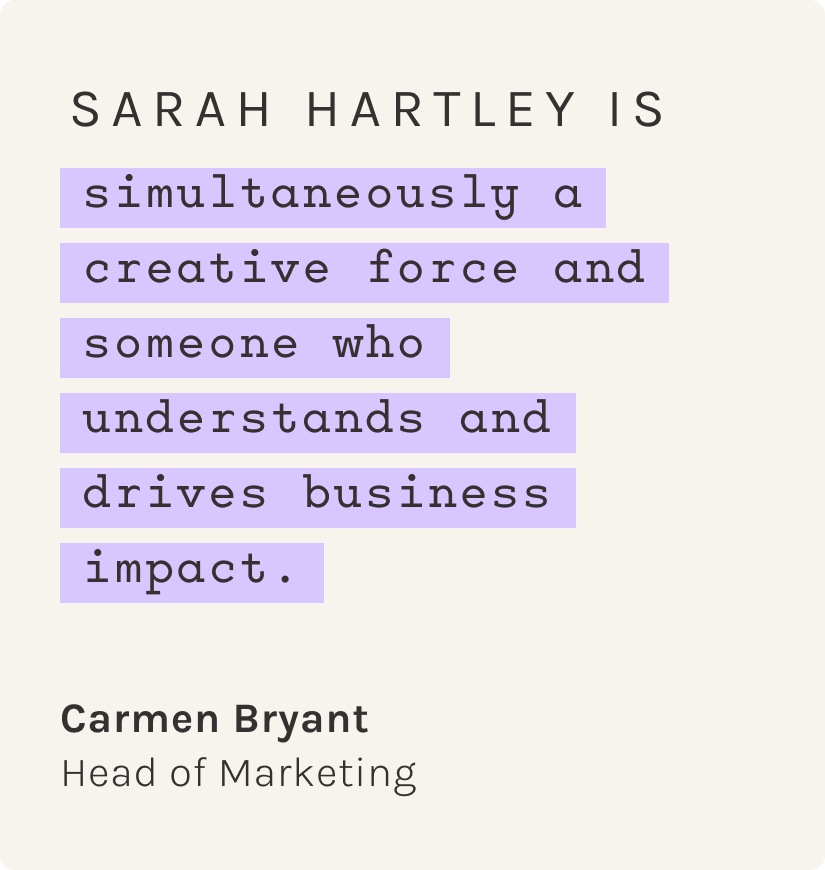 SARAH HARTLEY IS
simultaneously a
creative force and
someone who
understands and
drives business
impact.
Carmen Bryant
Head of Marketing